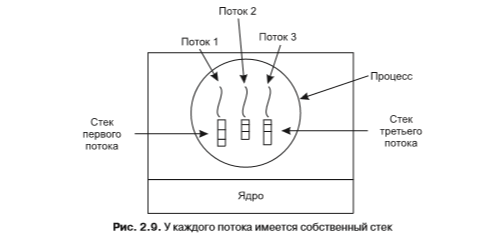 Поток 2
Поток 1
Поток 3
Процесс
Стек
первого
потока
Стек
третьего
потока
Ядро
Рис. 2.9. У каждого потока имеется собственный стек